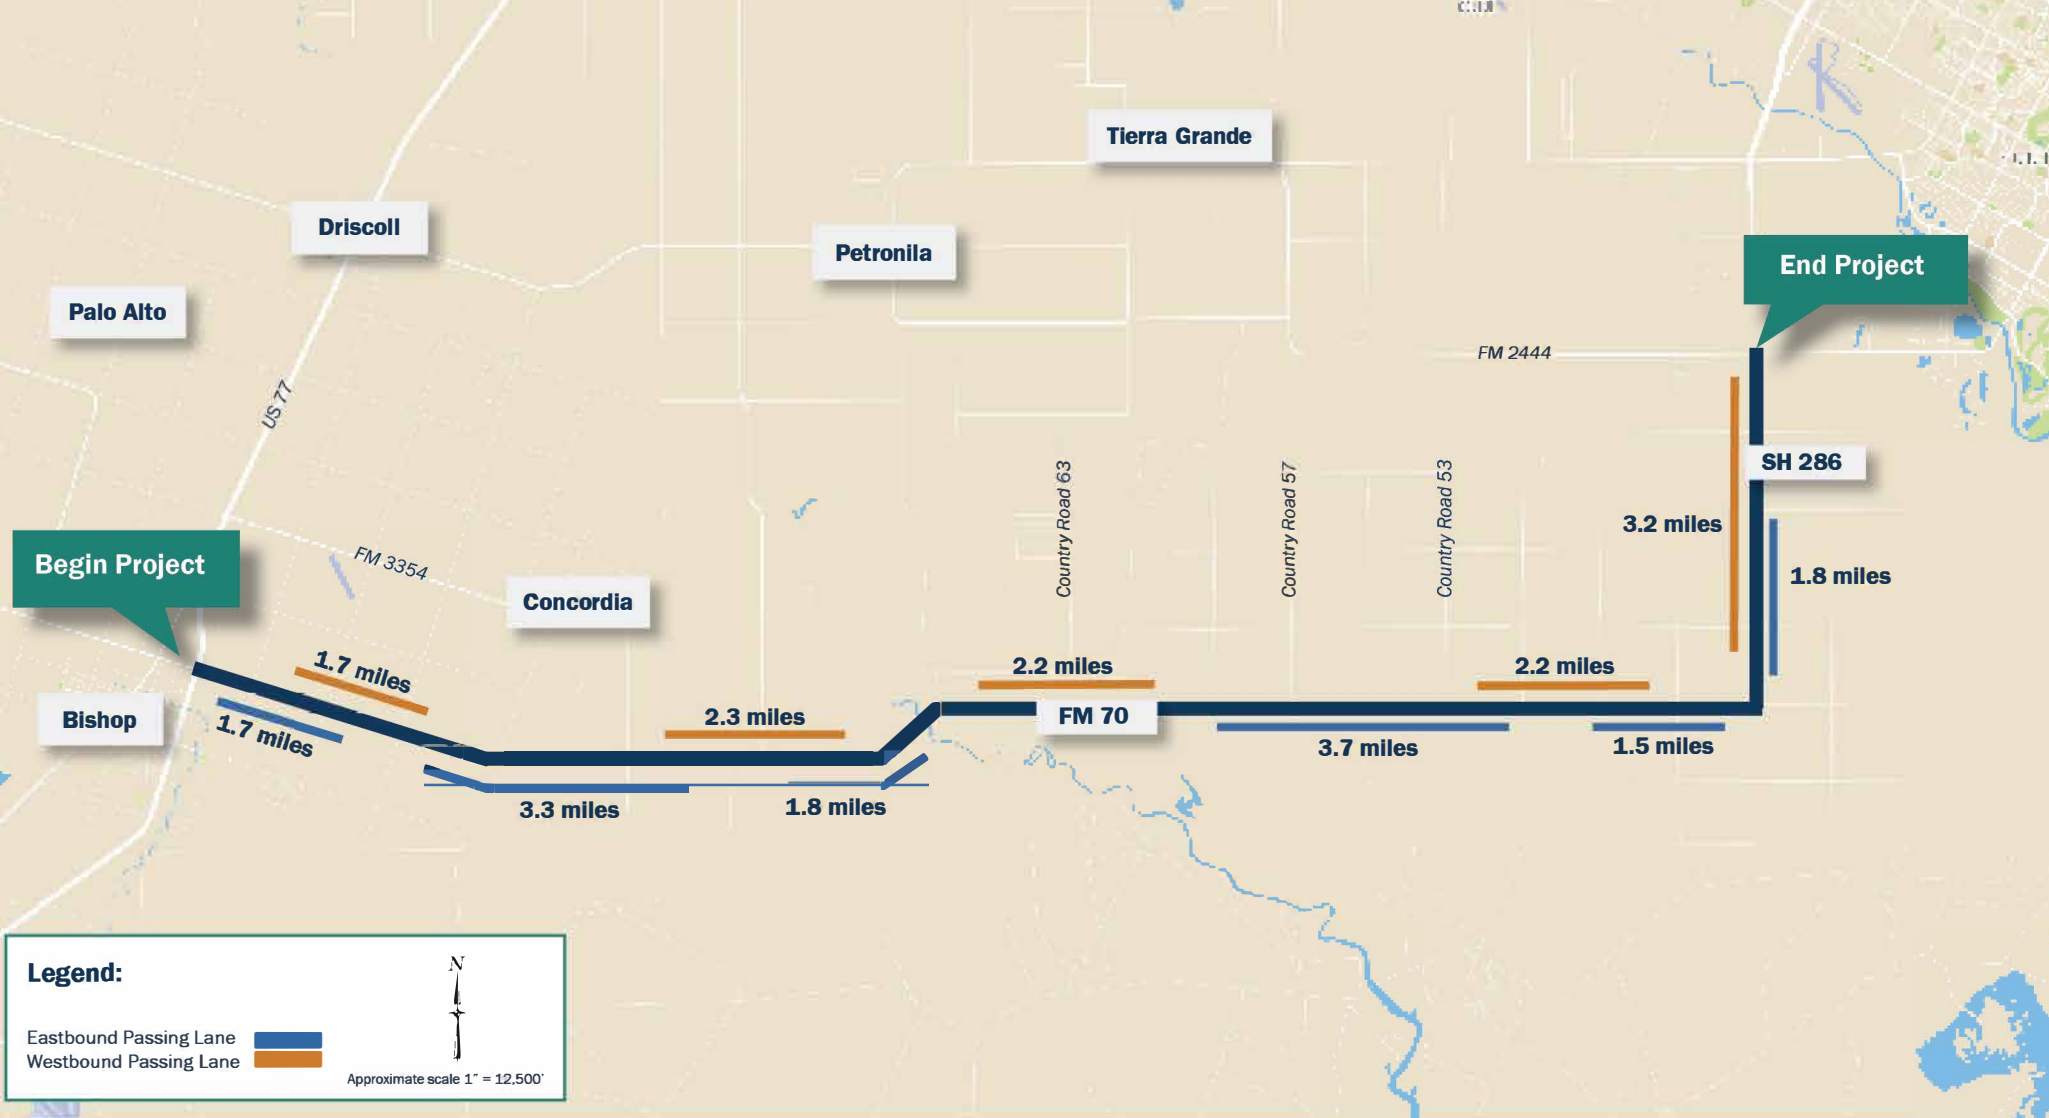 Tierra Grande
Driscoll
Petronila
End Project
Palo Alto
FM 2444
US 77
SH 286
Country Road 63
Country Road 57
Country Road 53
3.2 miles
Begin Project
FM 3354
1.8 miles
Concordia
1.7 miles
2.2 miles
2.2 miles
Bishop
1.7 miles
2.3 miles
FM 70
3.7 miles
1.5 miles
3.3 miles
1.8 miles
Legend:
N
Eastbound Passing Lane
Westbound Passing Lane
Approximate scale 1" = 12,500'